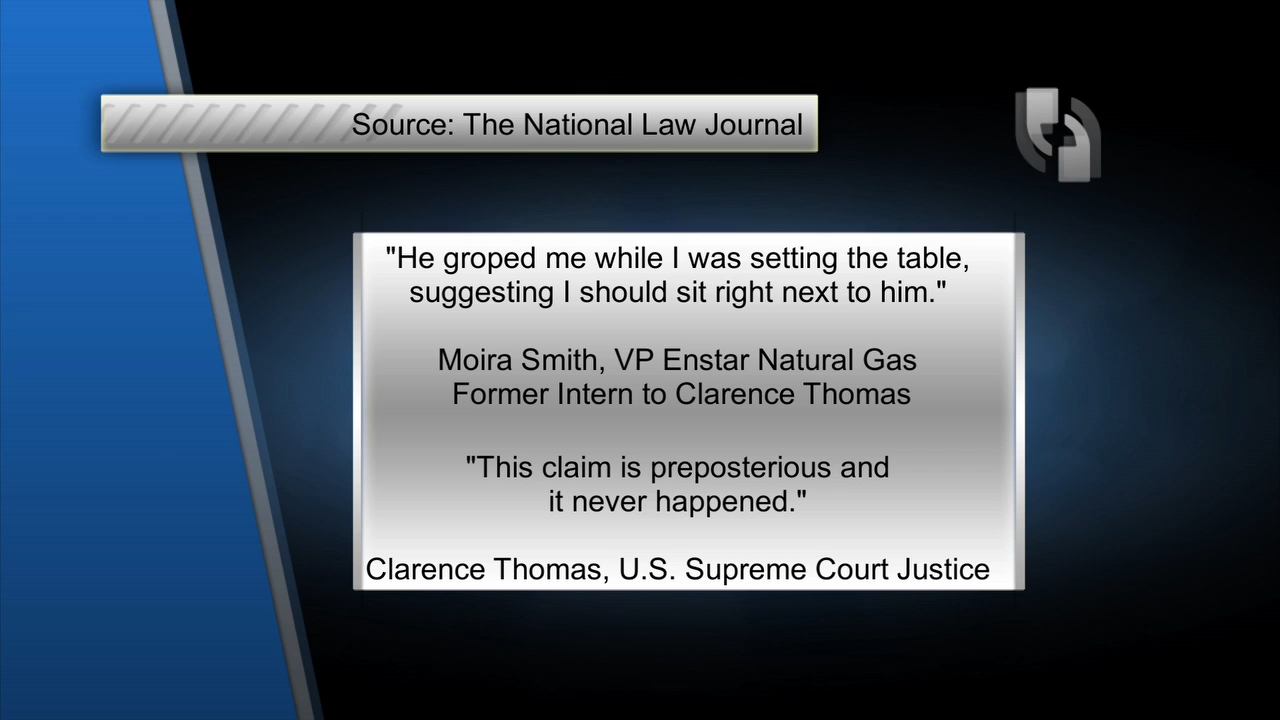 Source: The National Law Journal
"He groped me while I was setting the table,
suggesting I should sit right next to him."
Moira Smith, VP Enstar Natural Gas
Former Intern to Clarence Thomas
"This claim is preposterious and
it never happened."
Clarence Thomas, U.S. Supreme Court Justice